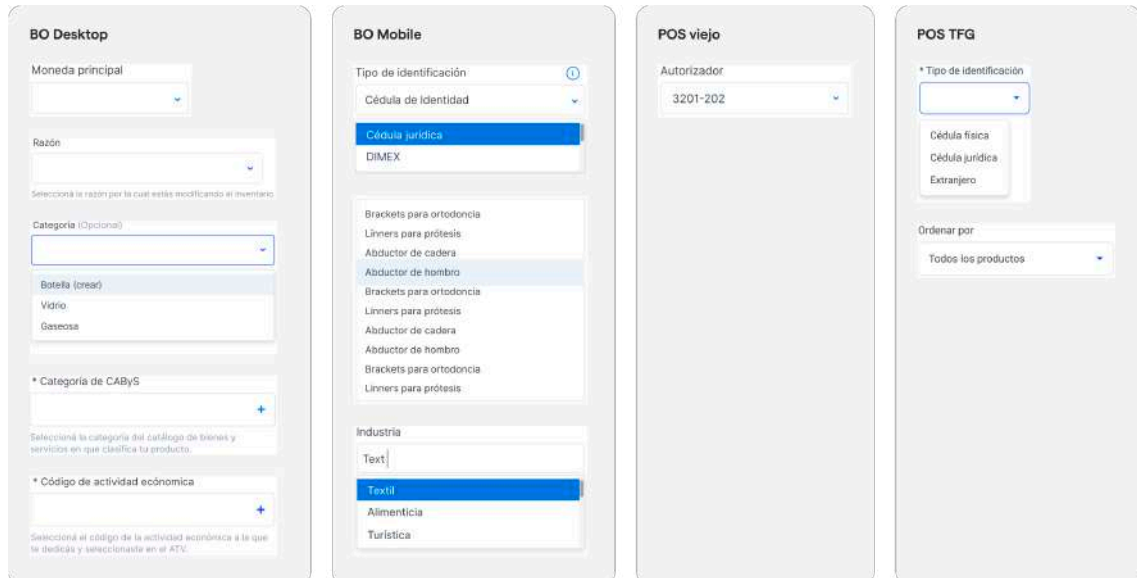 BO Desktop
Moneda principal
Razón
Seleccioná la razón por la cual estás modificando el inventario.
Categoría (Opcional)
Botella (crear)
Vidrio
Gaseosa
* Categoría de CAByS
Seleccioná la categoría del catálogo de bienes y
servicios en que clasifica tu producto.
* Código de actividad ecónomica
Seleccioná el código de la actividad económica a la que
te dedicás y seleccionaste en el ATV.
BO Mobile
Tipo de identificación
Cédula de Identidad
Cédula jurídica
DIMEX
Brackets para ortodoncia
Linners para prótesis
Abductor de cadera
Abductor de hombro
Brackets para ortodoncia
Linners para prótesis
Abductor de cadera
Abductor de hombro
Brackets para ortodoncia
Linners para prótesis
Industria
Text
Textil
Alimenticia
Turística
POS viejo
Autorizador
3201-202
POS TFG
* Tipo de identificación
Cédula física
Cédula jurídica
Extranjero
Ordenar por
Todos los productos